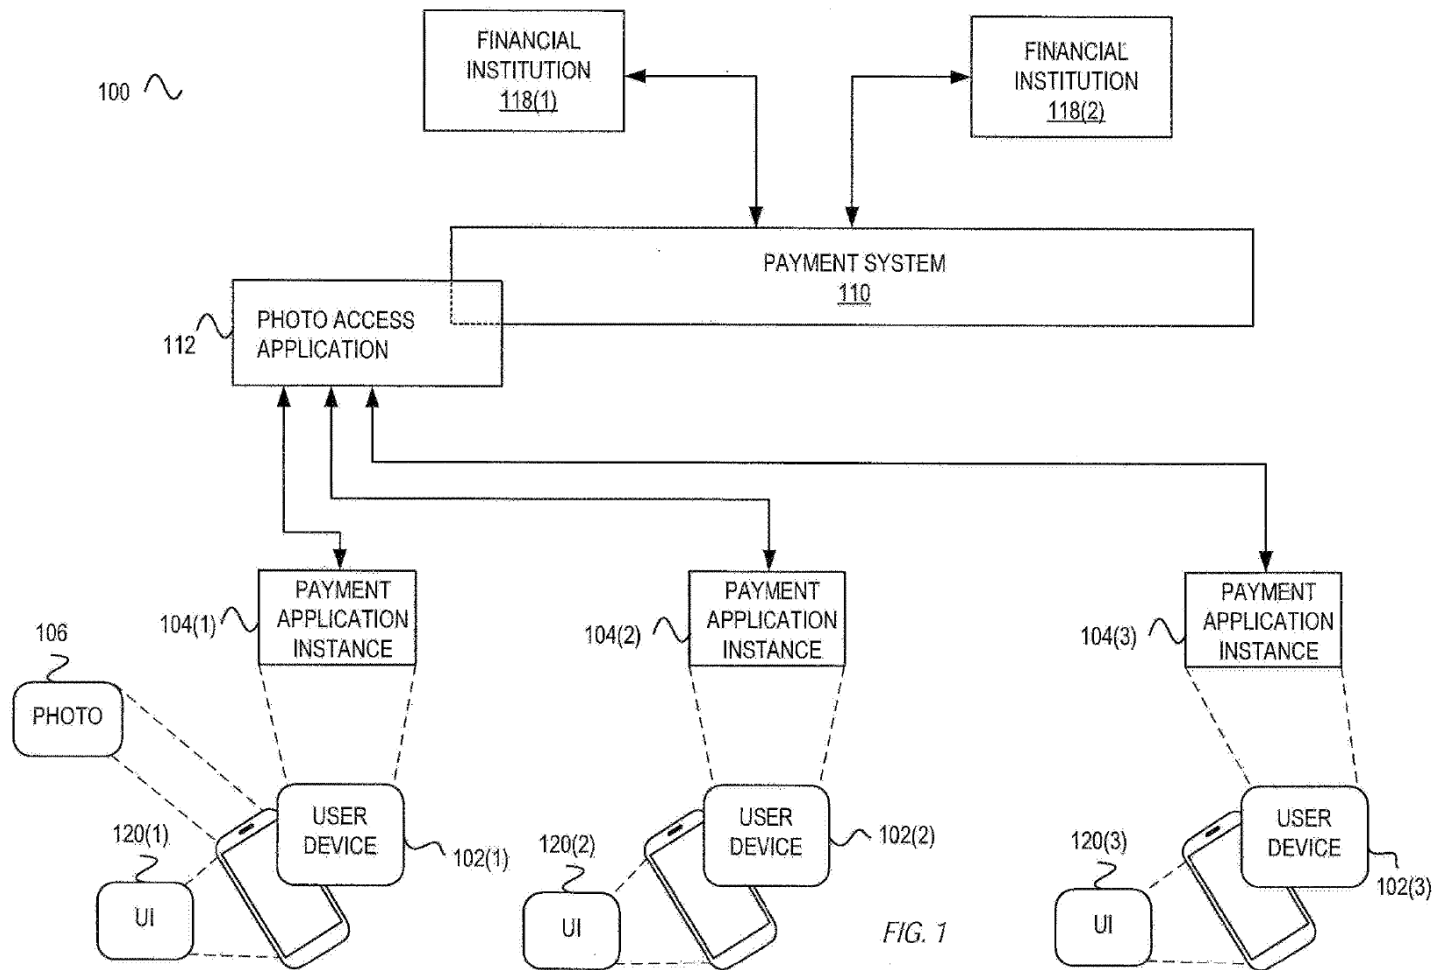 100
FINANCIAL
INSTITUTION
118(1)
FINANCIAL
INSTITUTION
118(2)
PAYMENT SYSTEM
110
PHOTO ACCESS
APPLICATION
112
PAYMENT
APPLICATION
INSTANCE
104(1)
PAYMENT
APPLICATION
INSTANCE
104(2)
PAYMENT
APPLICATION
INSTANCE
104(3)
106
PHOTO
USER
DEVICE
102(1)
120(1)
UI
USER
DEVICE
102(2)
120(2)
UI
USER
DEVICE
102(3)
120(3)
UI
FIG. 1